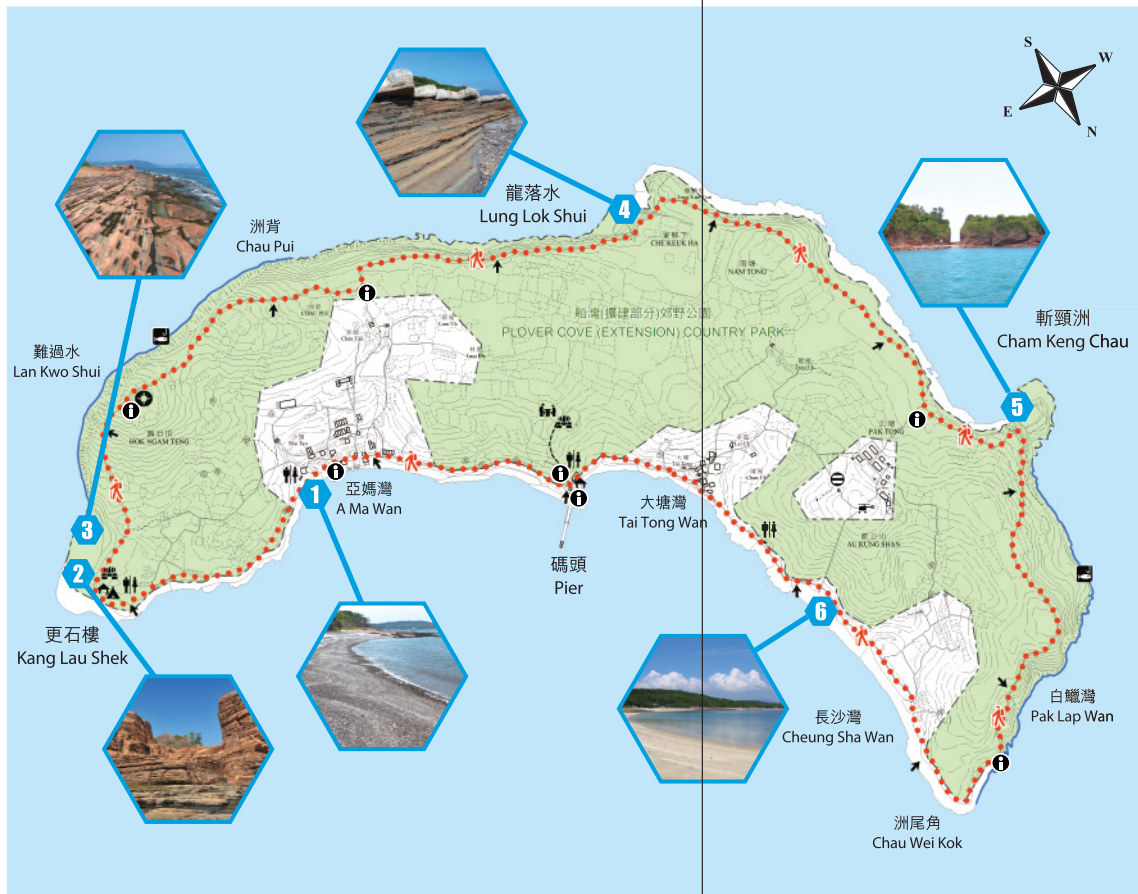 S
W
E
N
龍落水
Lung Lok Shui
4
洲背
Chau Pui
CHE KEUK HA
南塘
NAM TONG
船灣(擴建部分)郊野公園
PLOVER COVE (EXTENSION) COUNTRY PARK
斬頸洲
Cham Keng Chau
5
難過水
Lan Kwo Shui
CHAU PUI
HOK NGAM TENG
PAK TONG
1
亞媽灣
A Ma Wan
大塘灣
Tai Tong Wan
3
AU KUNG SHAN
2
碼頭
Pier
6
更石樓
Kang Lau Shek
長沙灣
Cheung Sha Wan
白鱲灣
Pak Lap Wan
洲尾角
Chau Wei Kok